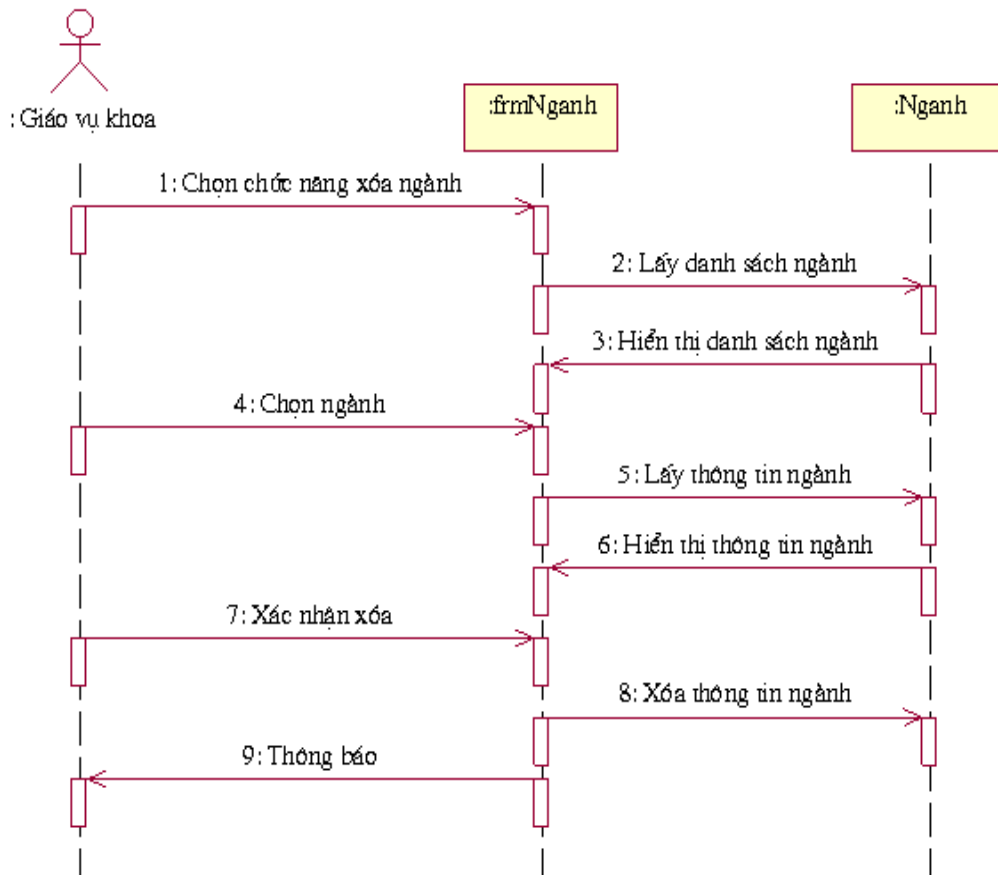 : Giáo vụ khoa
:frmNganh
:Nganh
1: Chọn chức năng xóa ngành
2: Lấy danh sách ngành
3: Hiển thị danh sách ngành
4: Chọn ngành
5: Lấy thông tin ngành
6: Hiển thị thông tin ngành
7: Xác nhận xóa
8: Xóa thông tin ngành
9: Thông báo